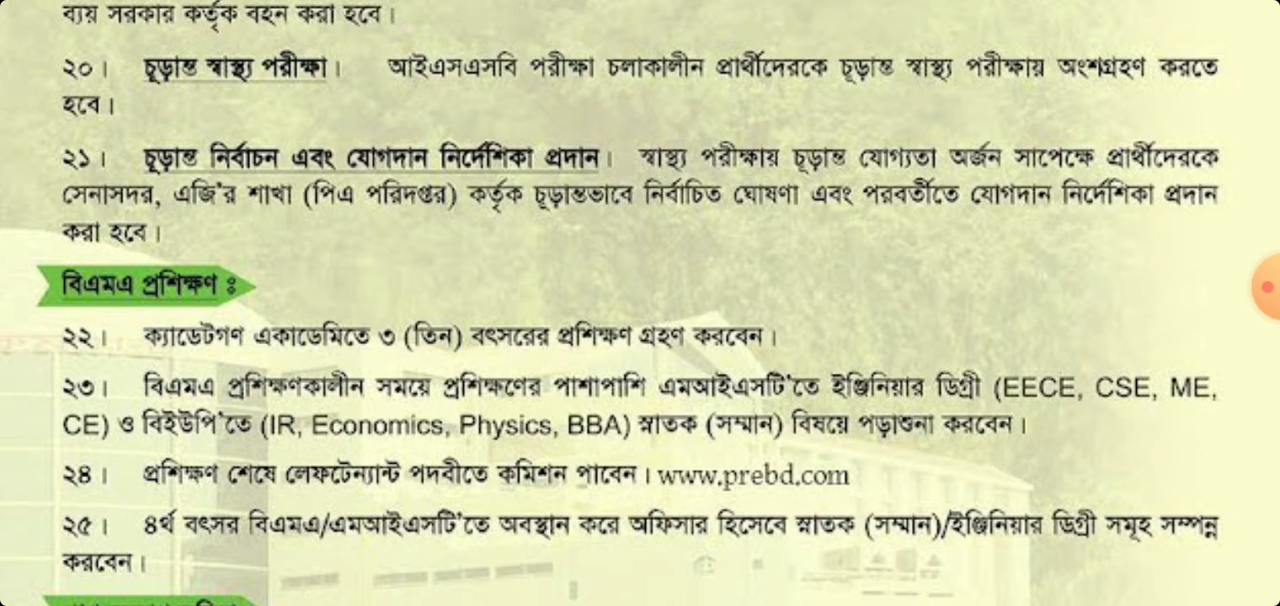 ব্যয় সরকার কর্তৃক বহন করা হবে।
২০। চূড়ান্ত স্বাস্থ্য পরীক্ষা। আইএসএসবি পরীক্ষা চলাকালীন প্রার্থীদেরকে চূড়ান্ত স্বাস্থ্য পরীক্ষায় অংশগ্রহণ করতে
হবে।
২১। চূড়ান্ত নির্বাচন এবং যোগদান নির্দেশিকা প্রদান। স্বাস্থ্য পরীক্ষায় চূড়ান্ত যোগ্যতা অর্জন সাপেক্ষে প্রার্থীদেরকে
সেনাসদর, এজি'র শাখা (পিএ পরিদপ্তর) কর্তৃক চূড়ান্তভাবে নির্বাচিত ঘোষণা এবং পরবর্তীতে যোগদান নির্দেশিকা প্রদান
করা হবে।
বিএমএ প্রশিক্ষণ ঃ
২২। ক্যাডেটগণ একাডেমিতে ৩ (তিন) বৎসরের প্রশিক্ষণ গ্রহণ করবেন।
২৩। বিএমএ প্রশিক্ষণকালীন সময়ে প্রশিক্ষণের পাশাপাশি এমআইএসটি'তে ইঞ্জিনিয়ার ডিগ্রী (EECE, CSE, ME,
CE) ও বিইউপি'তে (IR, Economics, Physics, BBA) স্নাতক (সম্মান) বিষয়ে পড়াশুনা করবেন।
২৪। প্রশিক্ষণ শেষে লেফটেন্যান্ট পদবীতে কমিশন পাবেন। www.prebd.com
২৫। ৪র্থ বৎসর বিএমএ/এমআইএসটি'তে অবস্থান করে অফিসার হিসেবে স্নাতক (সম্মান)/ইঞ্জিনিয়ার ডিগ্রী সমূহ সম্পন্ন
করবেন।